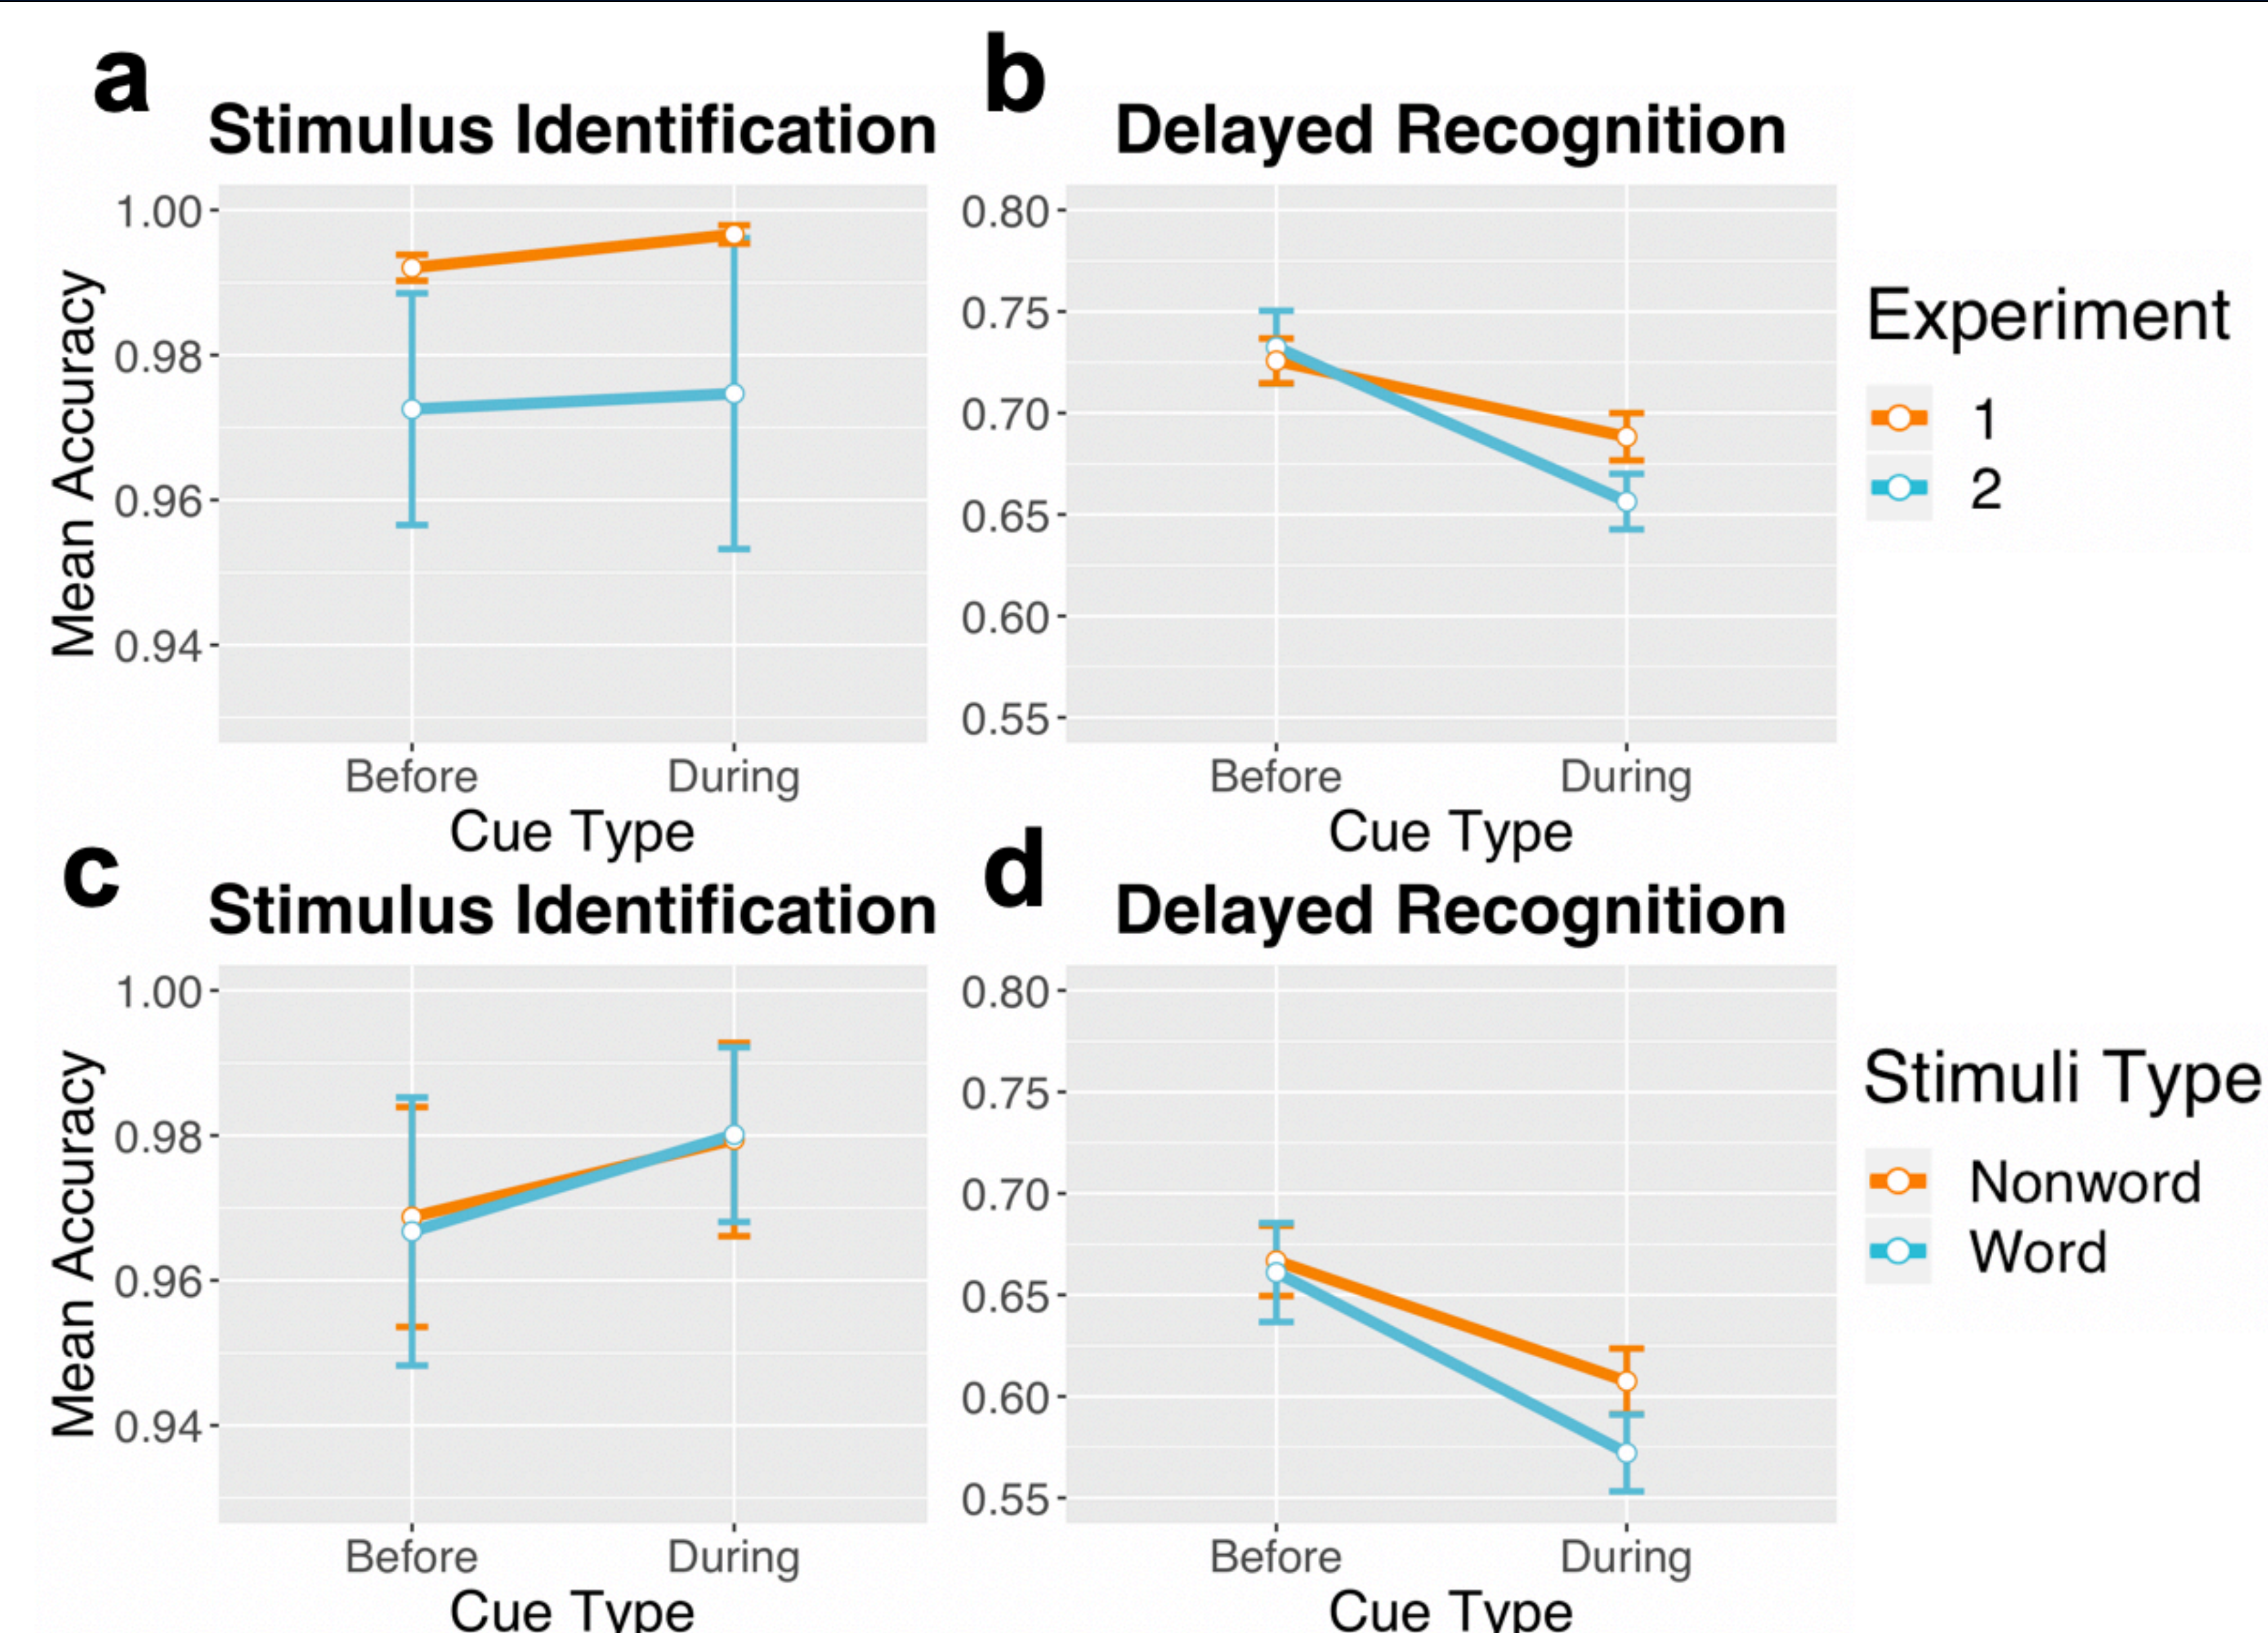 a
Stimulus Identification
Mean Accuracy
1.00
0.98
0.96
0.94
Before During
Cue Type
b
Delayed Recognition
0.80
0.75
0.70
0.65
0.60
0.55
Before During
Cue Type
Experiment
1
2
c
Stimulus Identification
Mean Accuracy
1.00
0.98
0.96
0.94
Before During
Cue Type
d
Delayed Recognition
0.80
0.75
0.70
0.65
0.60
0.55
Before During
Cue Type
Stimuli Type
Nonword
Word